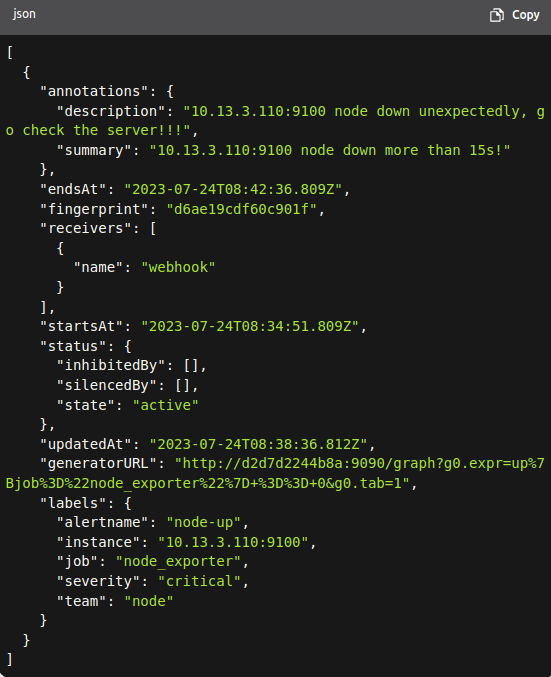 json
Copy
[
  {
    "annotations": {
      "description": "10.13.3.110:9100 node down unexpectedly, g
o check the server!!!",
      "summary": "10.13.3.110:9100 node down more than 15s!"
    },
    "endsAt": "2023-07-24T08:42:36.809Z",
    "fingerprint": "d6ae19cdf60c901f",
    "receivers": [
      {
        "name": "webhook"
      }
    ],
    "startsAt": "2023-07-24T08:34:51.809Z",
    "status": {
      "inhibitedBy": [],
      "silencedBy": [],
      "state": "active"
    },
    "updatedAt": "2023-07-24T08:38:36.812Z",
    "generatorURL": "http://d2d7d2244b8a:9090/graph?g0.expr=up%7
Bjob%3D%22node_exporter%22%7D+%3D%3D+0&g0.tab=1",
    "labels": {
      "alertname": "node-up",
      "instance": "10.13.3.110:9100",
      "job": "node_exporter",
      "severity": "critical",
      "team": "node"
    }
  }
]